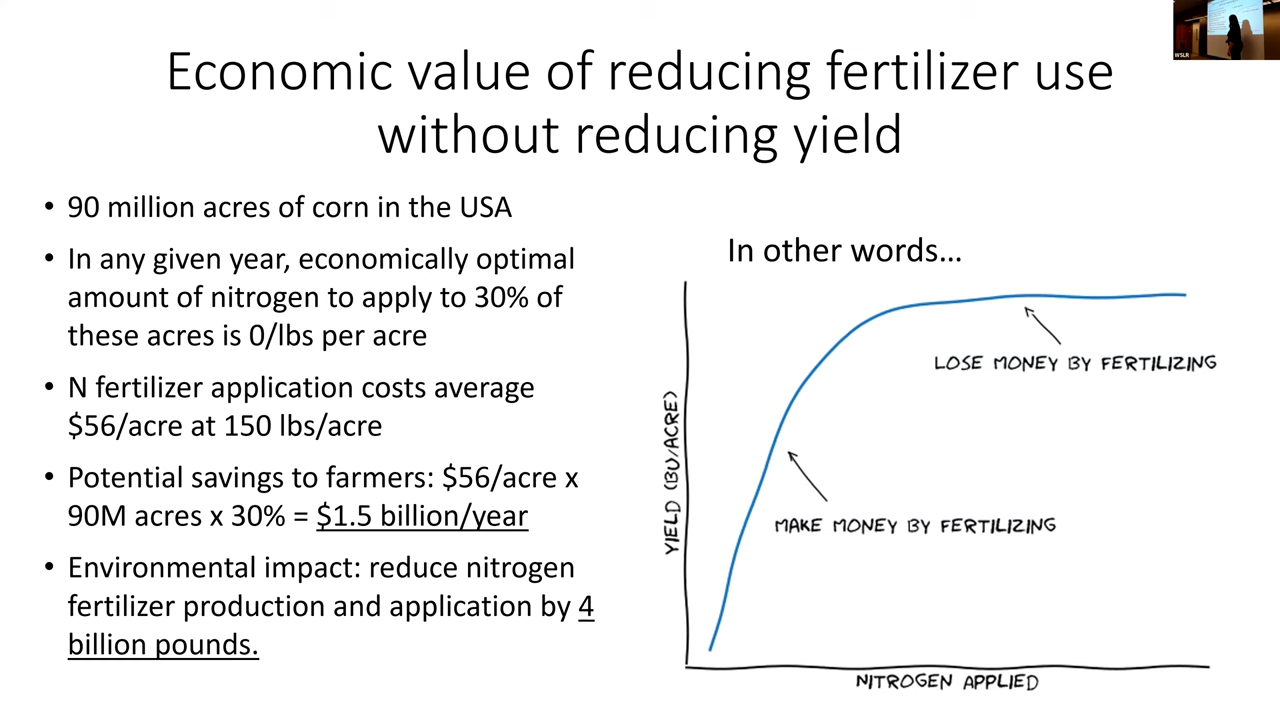 Economic value of reducing fertilizer use
without reducing yield
• 90 million acres of corn in the USA
• In any given year, economically optimal
amount of nitrogen to apply to 30% of
these acres is 0/lbs per acre
• N fertilizer application costs average
$56/acre at 150 lbs/acre
• Potential savings to farmers: $56/acre x
90M acres x 30% = $1.5 billion/year
• Environmental impact: reduce nitrogen
fertilizer production and application by 4
billion pounds.
In other words…
LOSE MONEY BY FERTILIZING
MAKE MONEY BY FERTILIZING
YIELD (BU/ACRE)
NITROGEN APPLIED
WSLR